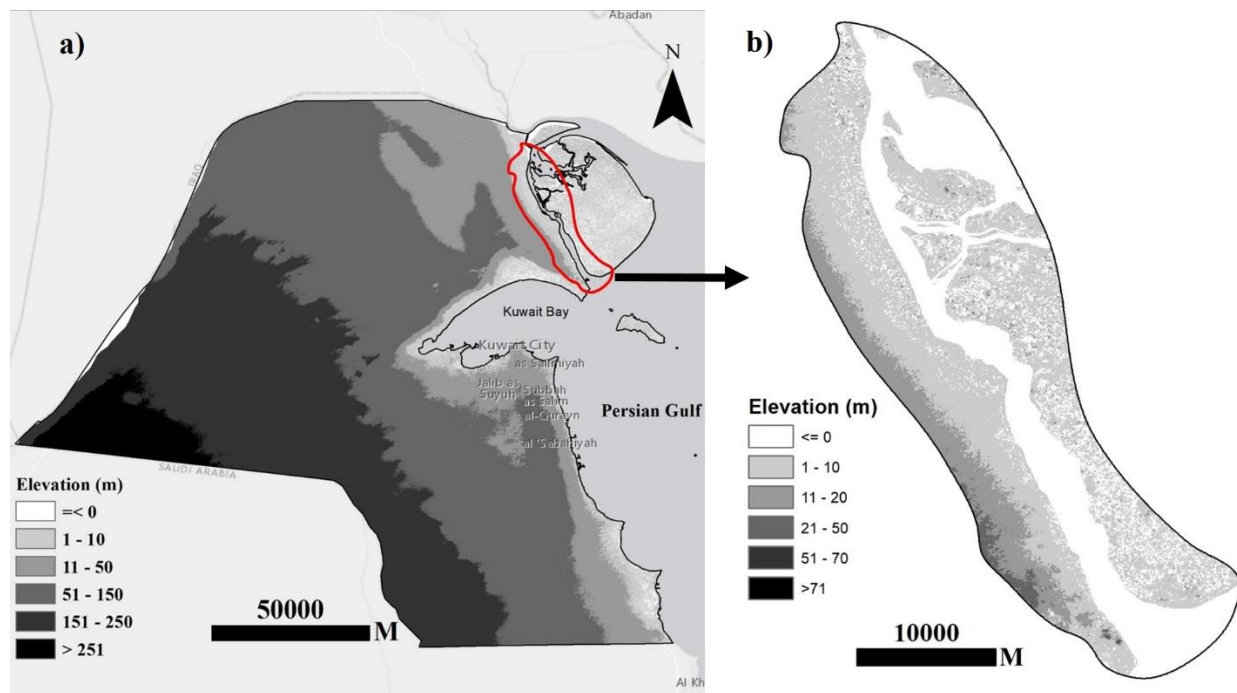 a)
Abadan
N
IRAQ
Kuwait Bay
Kuwait City
as Salimiyah
Jalib as
Suyuh
Subbah
as Salim
al-Qurayn
al 'Sabahiyah
Persian Gulf
SAUDI ARABIA
Elevation (m)
=< 0
1 - 10
11 - 50
51 - 150
151 - 250
> 251
50000
M
Al Kh
b)
Elevation (m)
<= 0
1 - 10
11 - 20
21 - 50
51 - 70
>71
10000
M